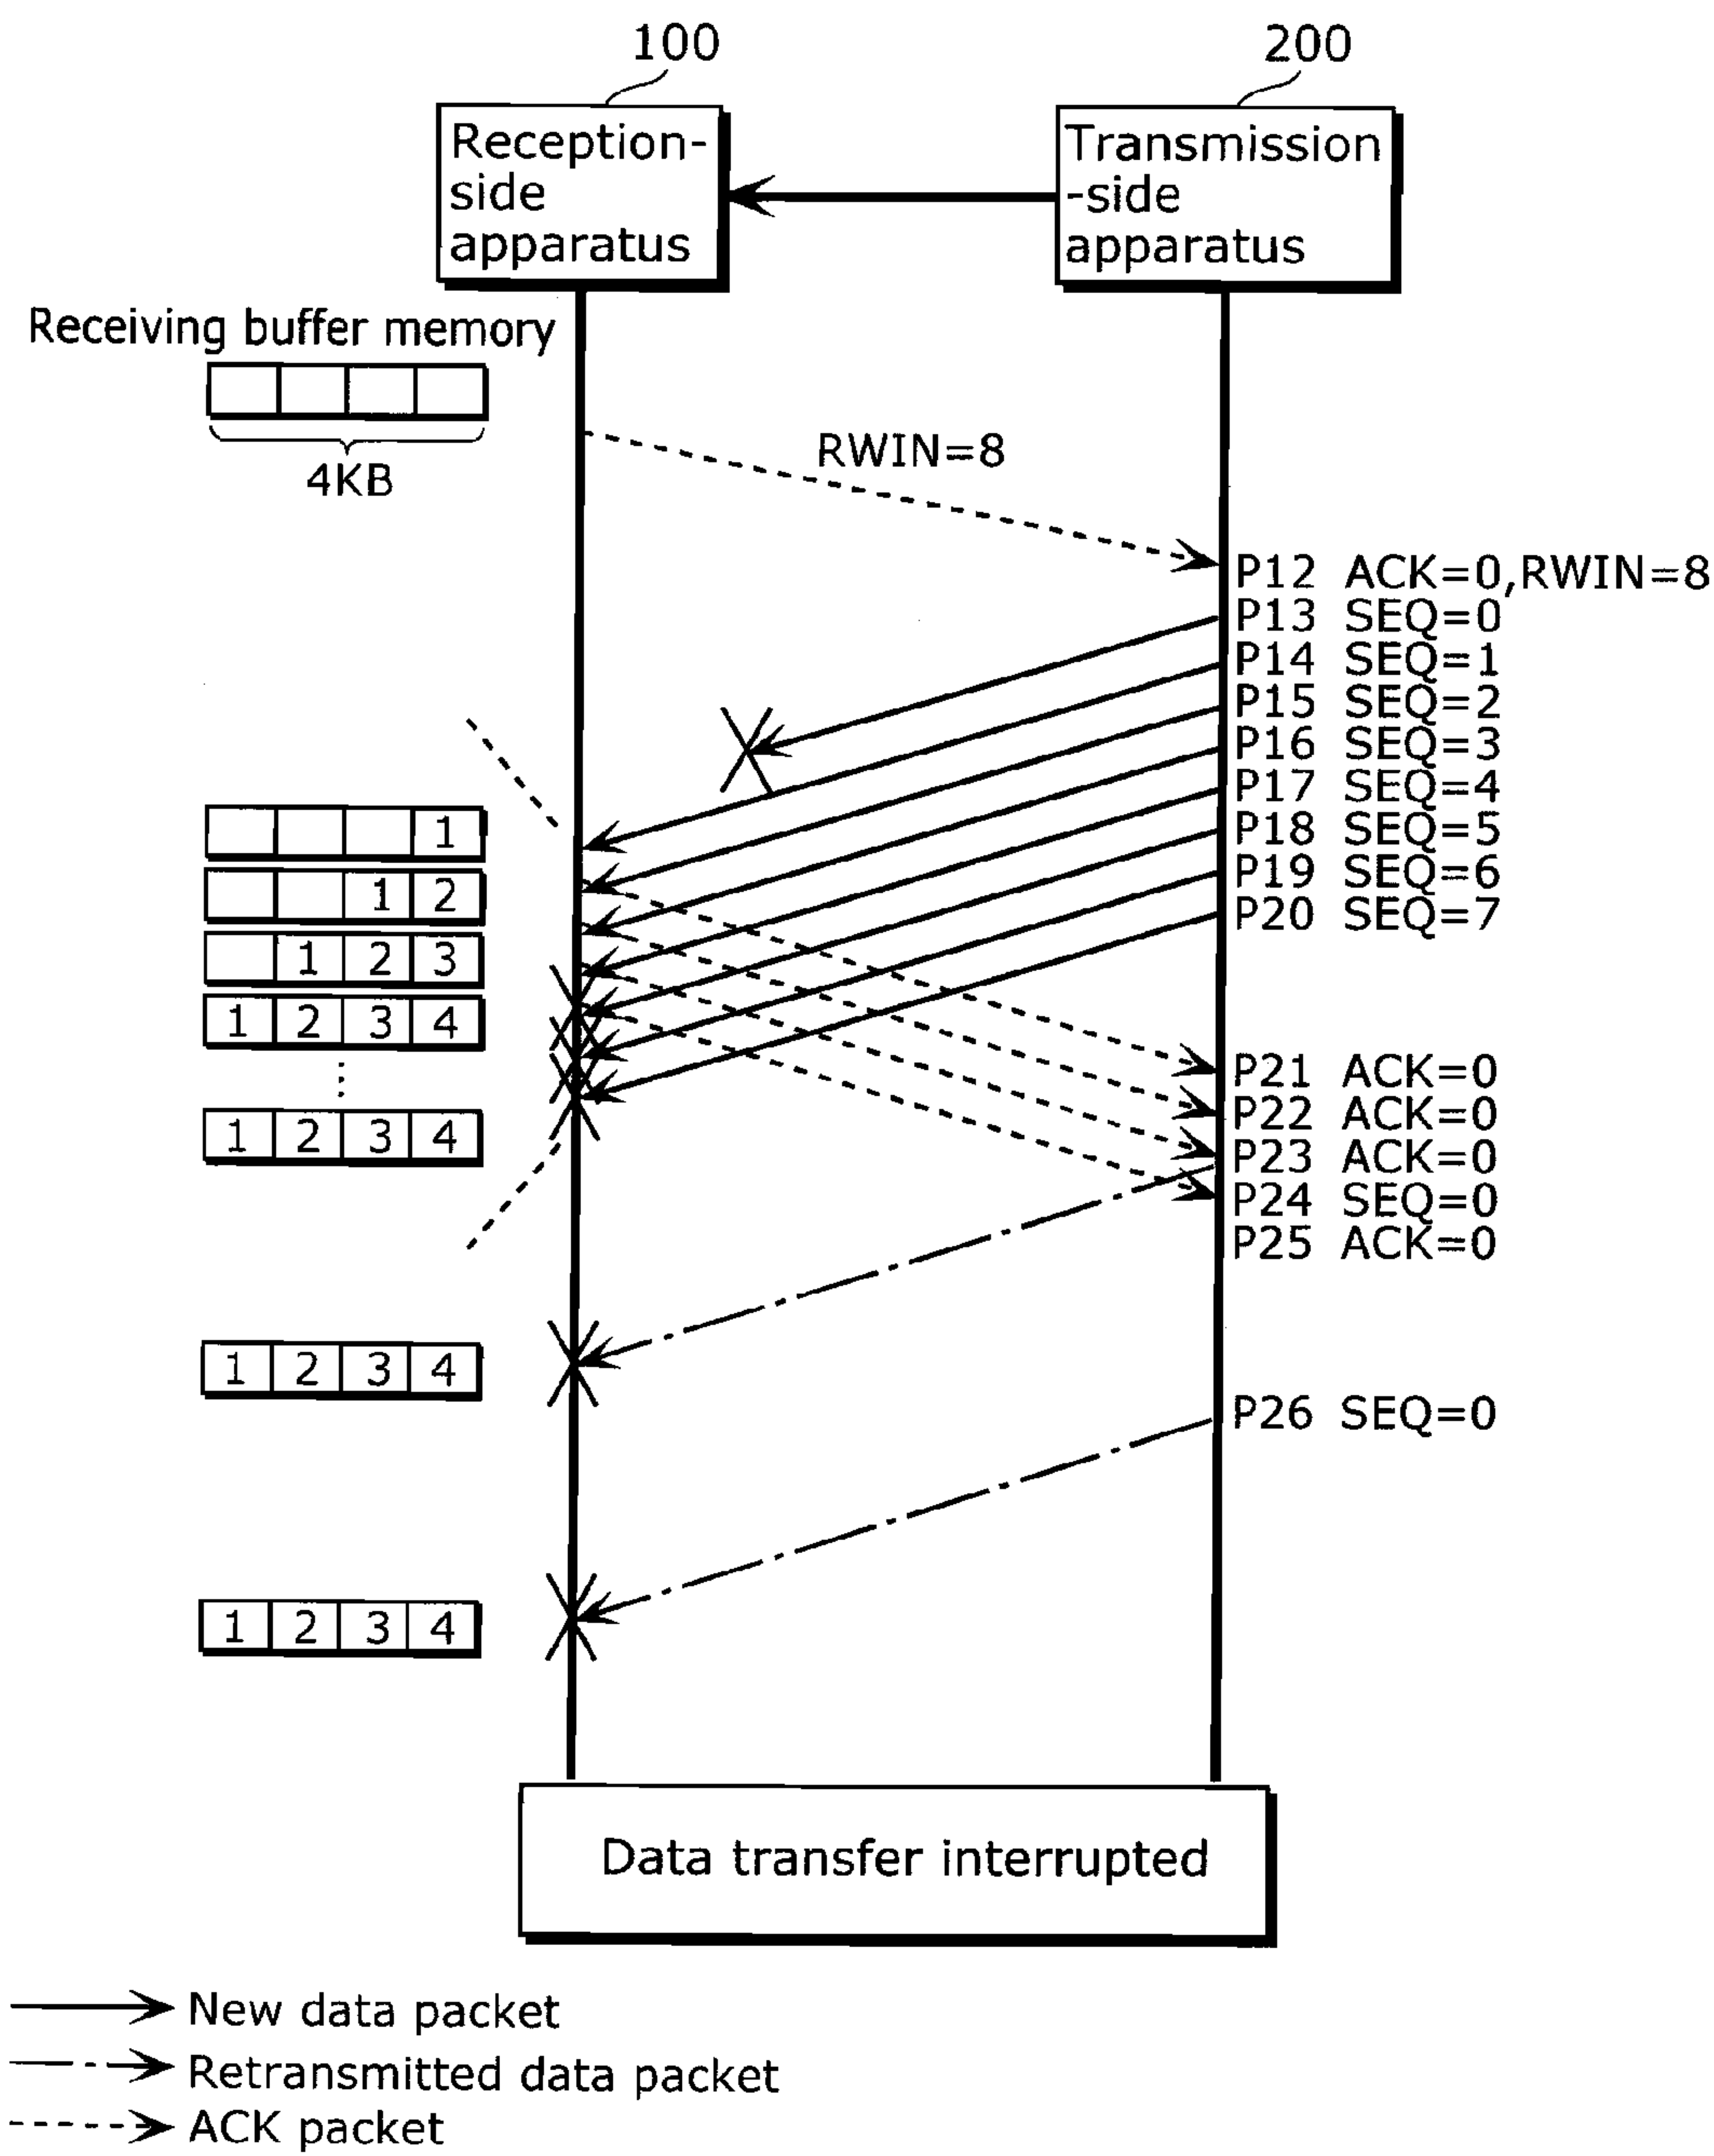 100
200
Reception-
side
apparatus
Transmission
-side
apparatus
Receiving buffer memory
4KB
RWIN=8
P12 ACK=0,RWIN=8
P13 SEQ=0
P14 SEQ=1
P15 SEQ=2
P16 SEQ=3
P17 SEQ=4
P18 SEQ=5
P19 SEQ=6
P20 SEQ=7
1
1 2
1 2 3
1 2 3 4
⋮
1 2 3 4
P21 ACK=0
P22 ACK=0
P23 ACK=0
P24 SEQ=0
P25 ACK=0
1 2 3 4
P26 SEQ=0
1 2 3 4
Data transfer interrupted
New data packet
Retransmitted data packet
ACK packet